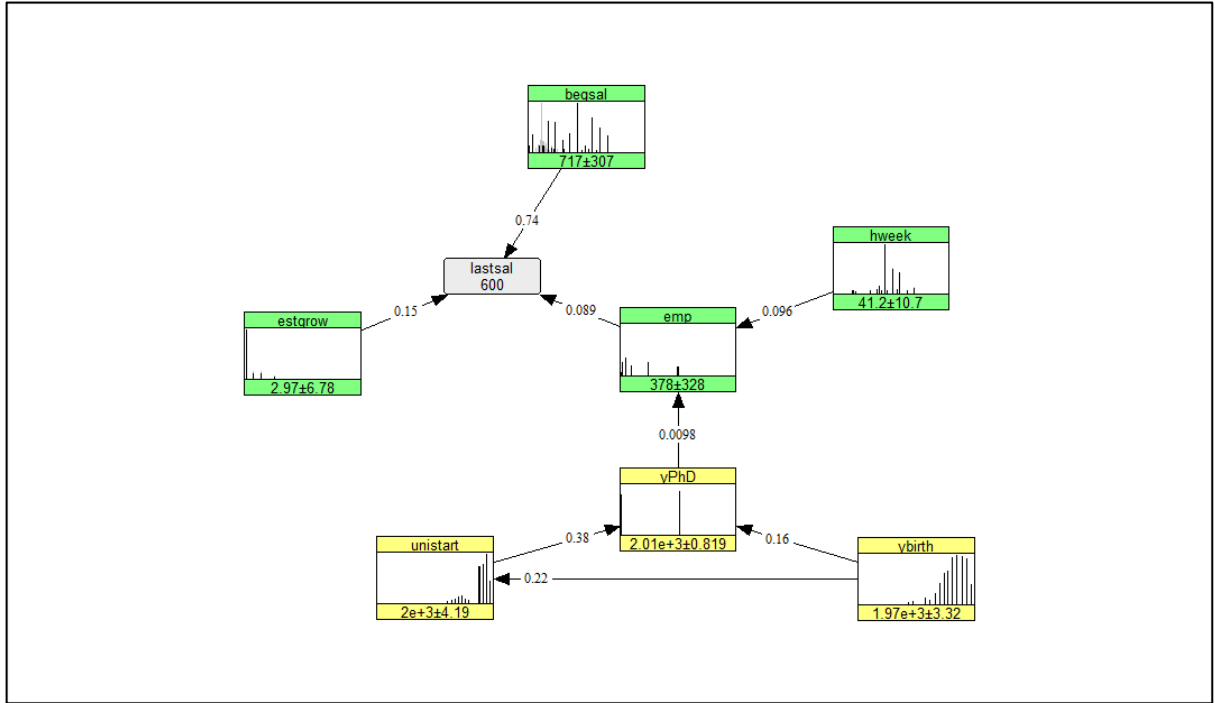 begsal
717±307
0.74
hweek
41.2±10.7
lastsal
600
0.15
0.089
0.096
estgrow
2.97±6.78
emp
378±328
0.0098
yPhD
2.01e+3±0.819
0.38
0.16
unistart
2e+3±4.19
0.22
ybirth
1.97e+3±3.32